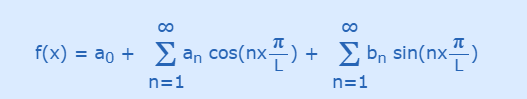 f(x) = a₀ + ∞ ∑ n=1 aₙ cos(nx π/L) + ∞ ∑ n=1 bₙ sin(nx π/L)